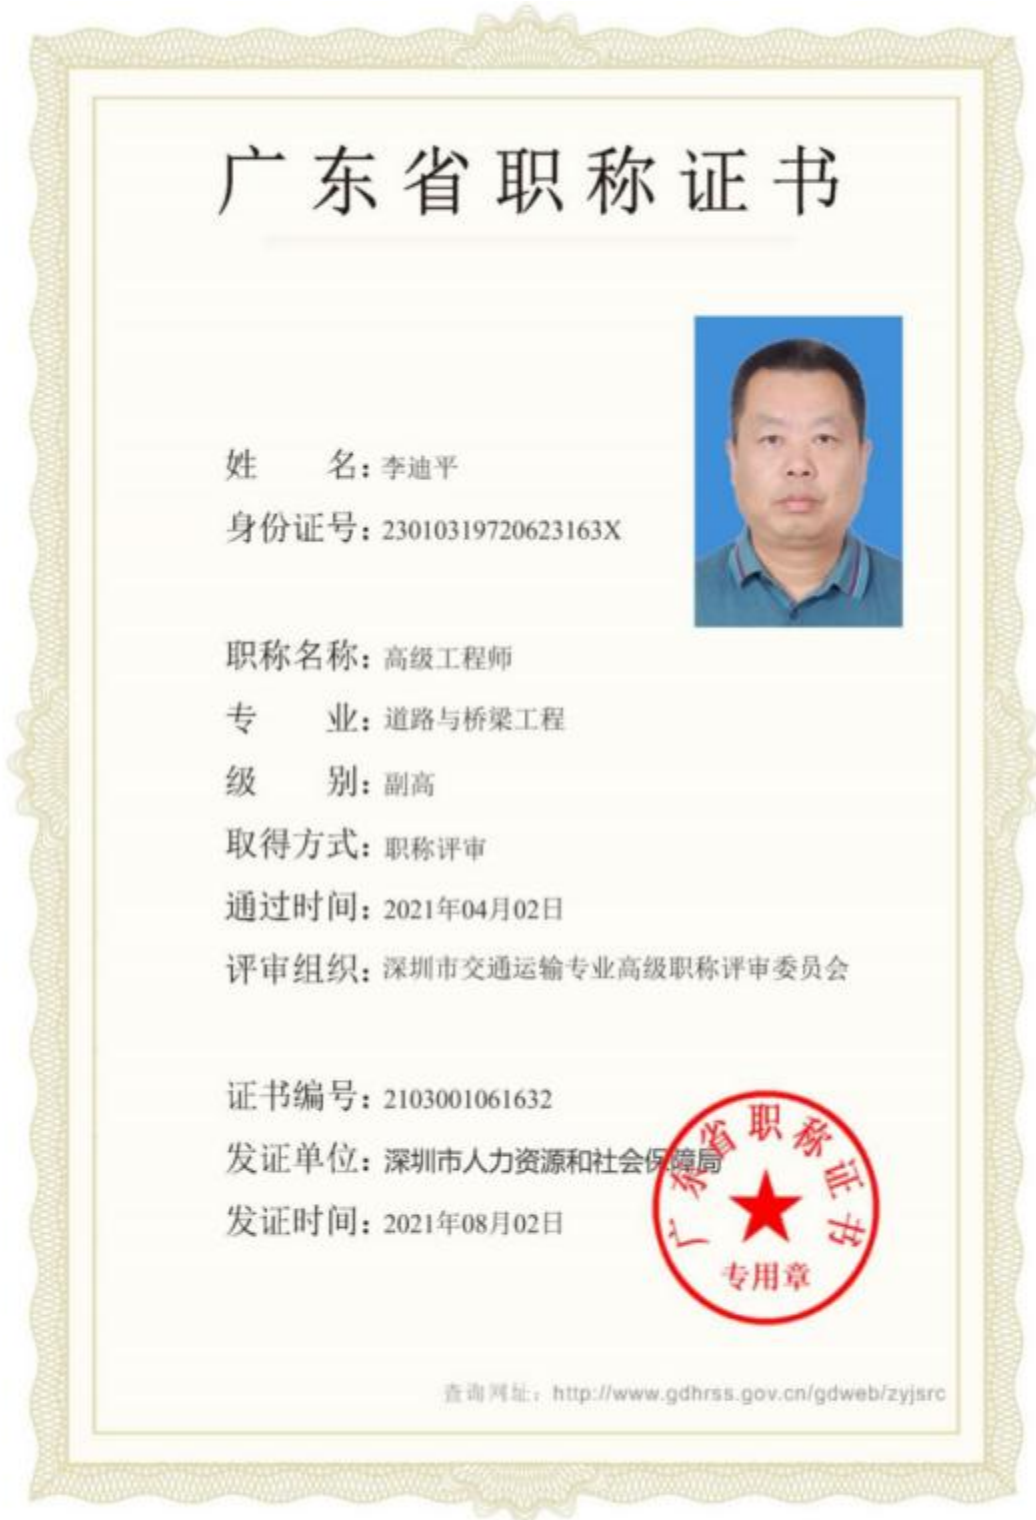 广东省职称证书
姓 名：李迪平
身份证号：23010319720623163X
职称名称：高级工程师
专 业：道路与桥梁工程
级 别：副高
取得方式：职称评审
通过时间：2021年04月02日
评审组织：深圳市交通运输专业高级职称评审委员会
证书编号：2103001061632
发证单位：深圳市人力资源和社会保障局
发证时间：2021年08月02日
广东省职称证书
专用章
查询网址：http://www.gdhrss.gov.cn/gdweb/zyjsrc